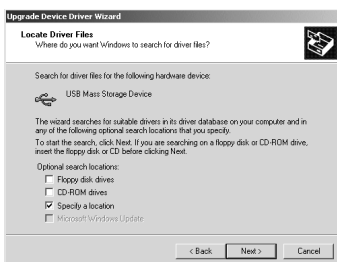 Upgrade Device Driver Wizard
Locate Driver Files
Where do you want Windows to search for driver files?
Search for driver files for the following hardware device:
USB Mass Storage Device
The wizard searches for suitable drivers in its driver database on your computer and in
any of the following optional search locations that you specify.
To start the search, click Next. If you are searching on a floppy disk or CD-ROM drive,
insert the floppy disk or CD before clicking Next.
Optional search locations:
Floppy disk drives
CD-ROM drives
Specify a location
Microsoft Windows Update
< Back Next > Cancel